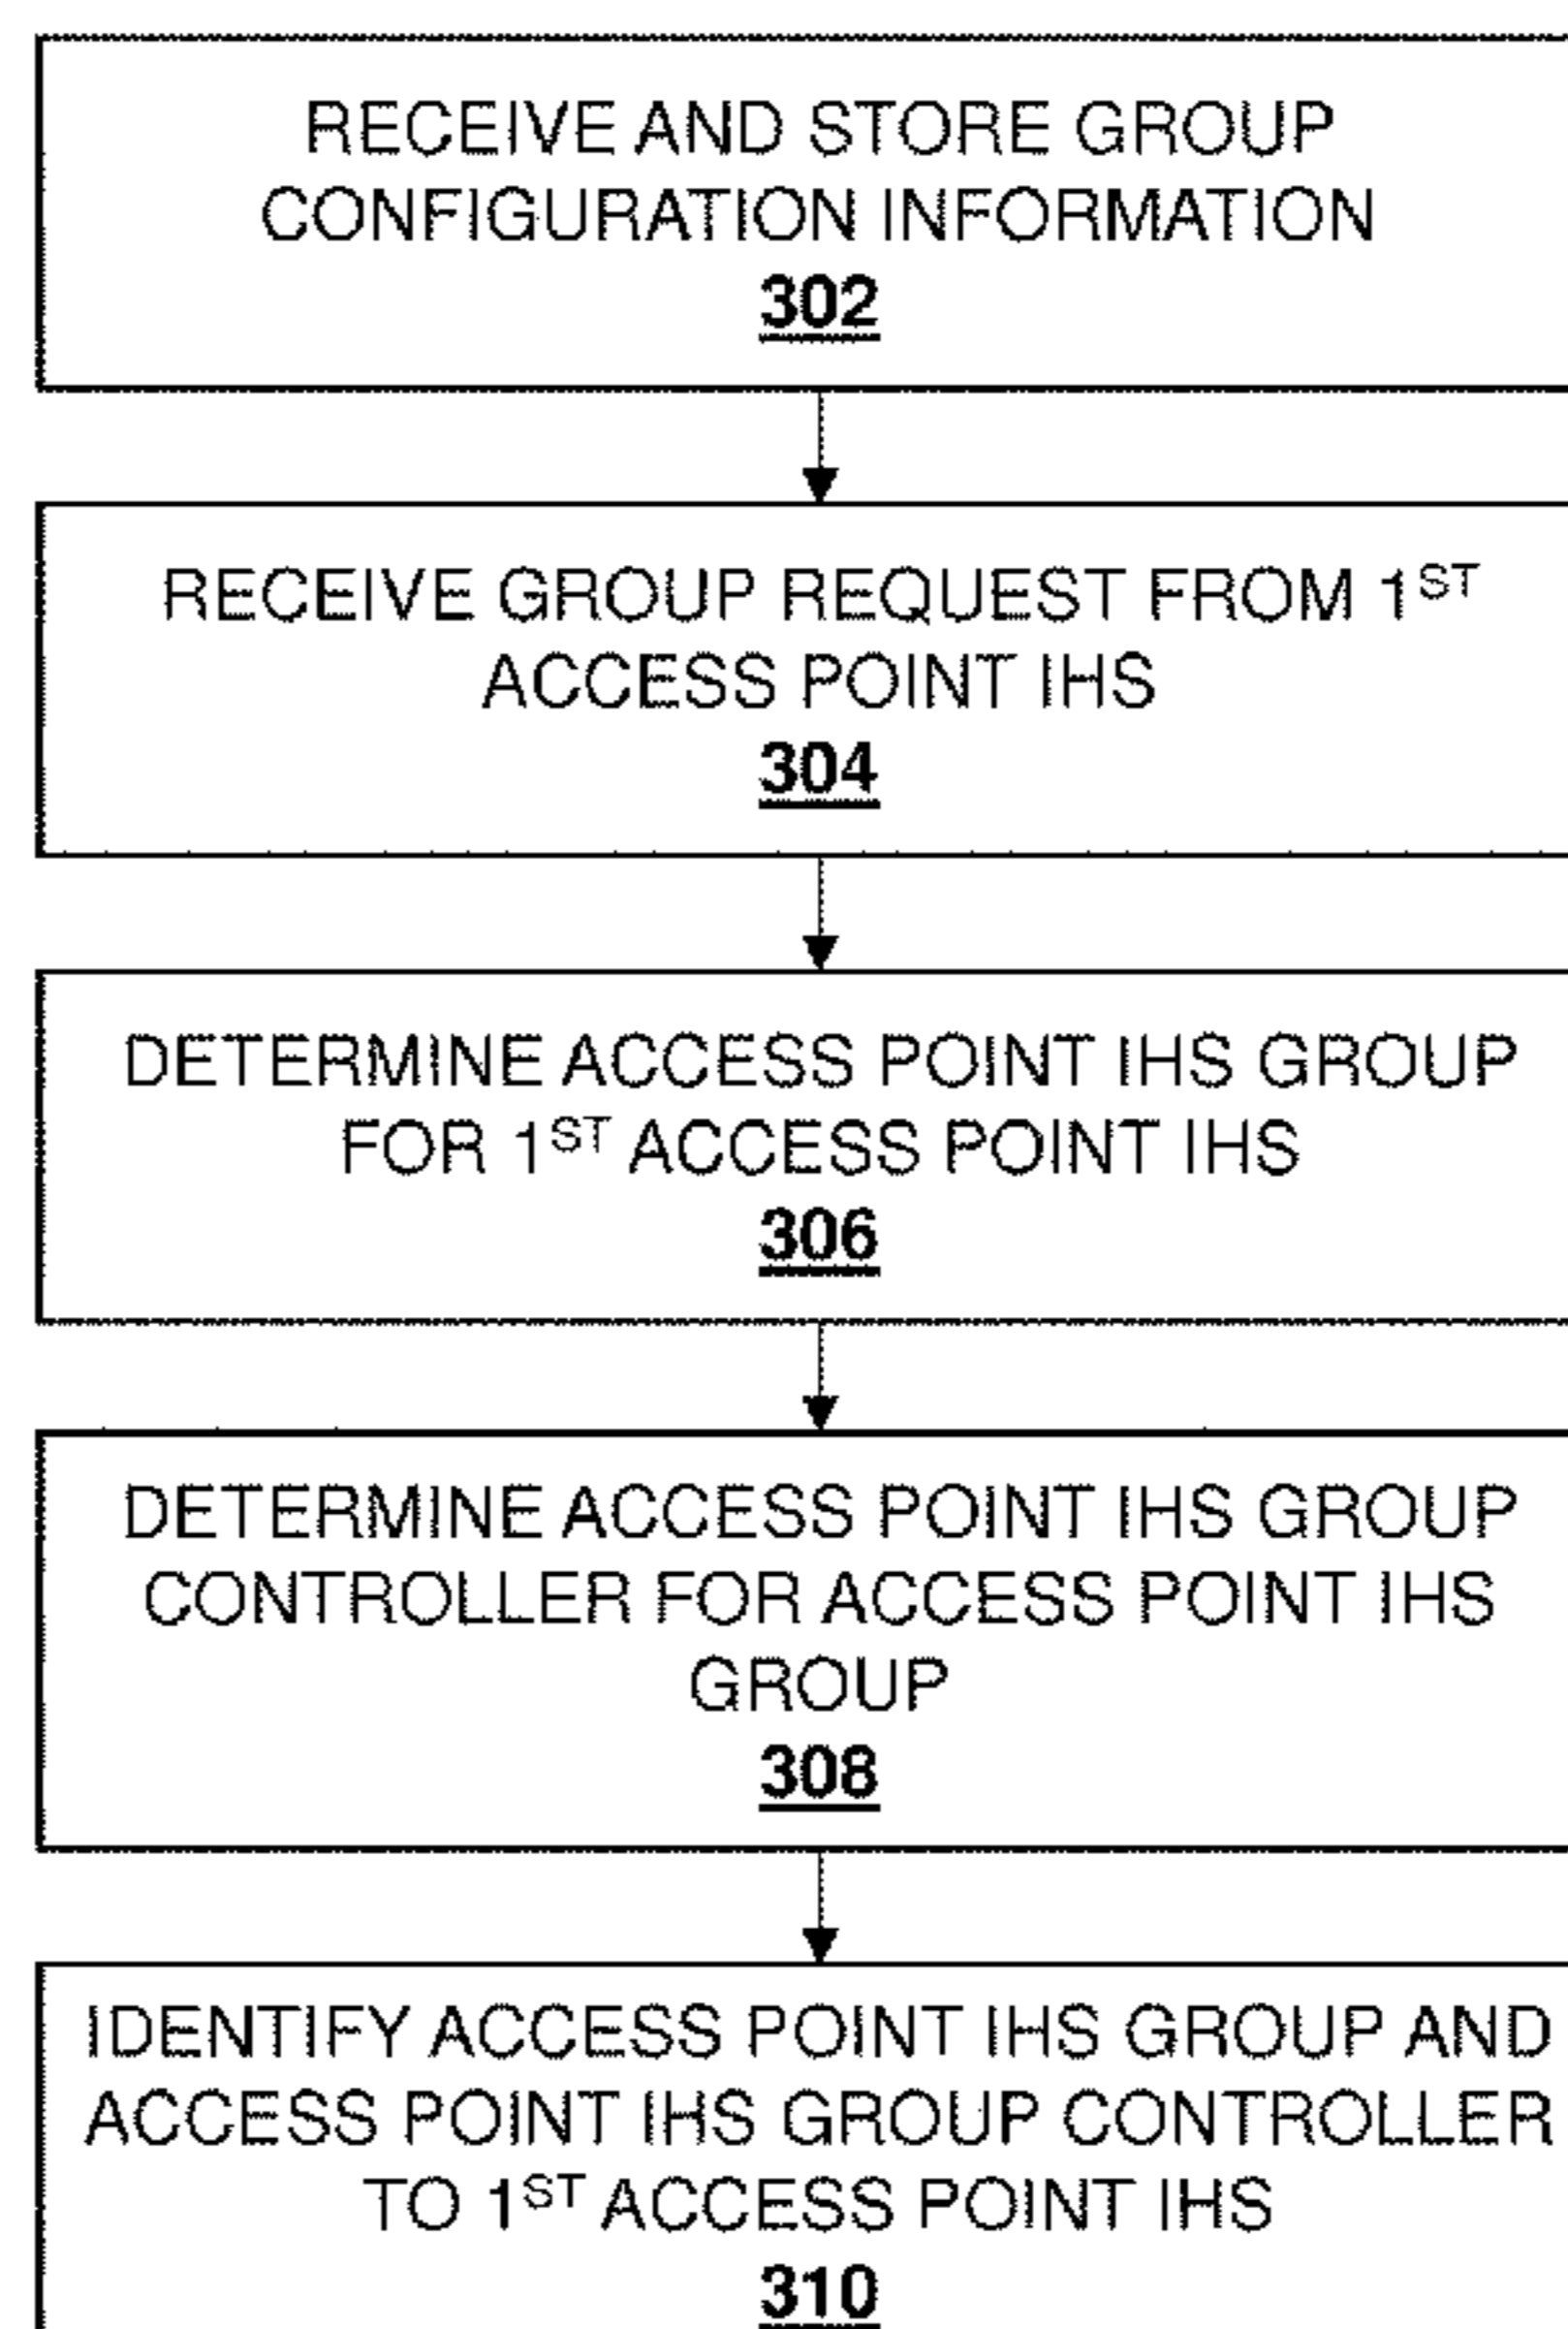 RECEIVE AND STORE GROUP
CONFIGURATION INFORMATION
302
RECEIVE GROUP REQUEST FROM 1ST
ACCESS POINT IHS
304
DETERMINE ACCESS POINT IHS GROUP
FOR 1ST ACCESS POINT IHS
306
DETERMINE ACCESS POINT IHS GROUP
CONTROLLER FOR ACCESS POINT IHS
GROUP
308
IDENTIFY ACCESS POINT IHS GROUP AND
ACCESS POINT IHS GROUP CONTROLLER
TO 1ST ACCESS POINT IHS
310